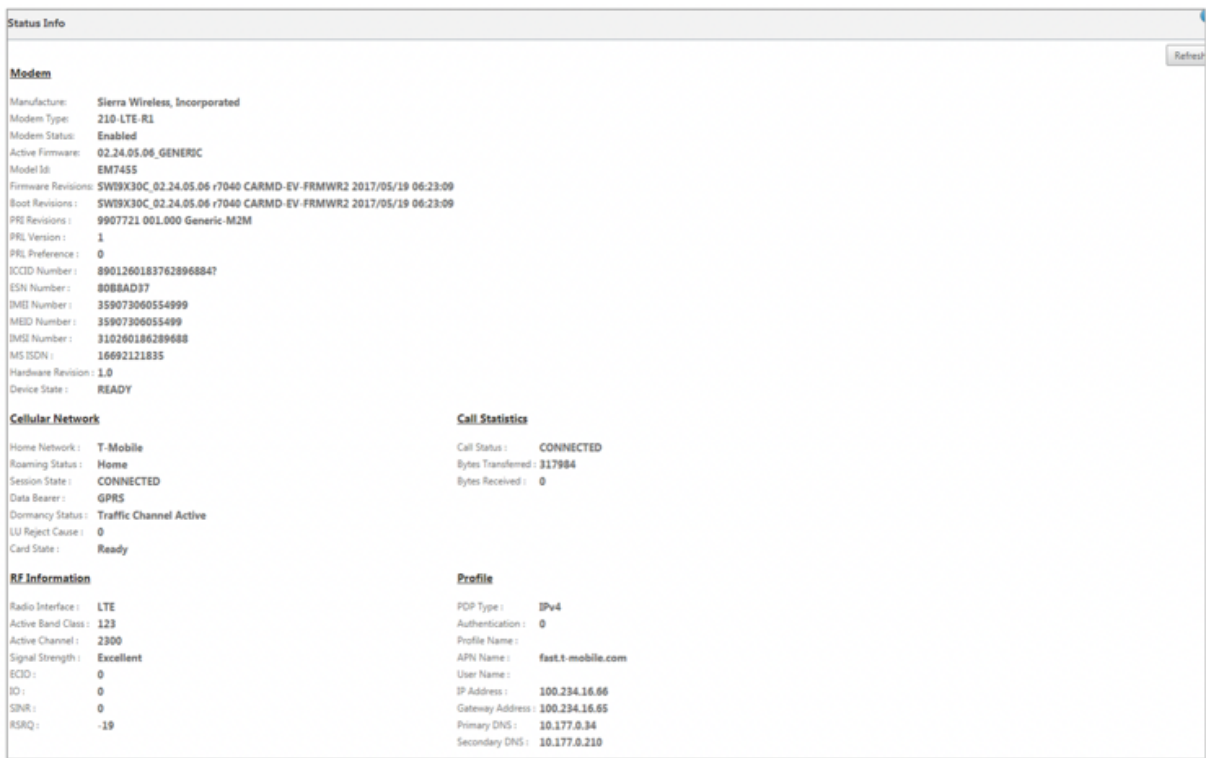 Status Info
Refresh
Modem
Manufacture: Sierra Wireless, Incorporated
Modem Type: 210-LTE-R1
Modem Status: Enabled
Active Firmware: 02.24.05.06_GENERIC
Model Id: EM7455
Firmware Revisions: SWI9X30C_02.24.05.06 r7040 CARMD-EV-FRMWR2 2017/05/19 06:23:09
Boot Revisions : SWI9X30C_02.24.05.06 r7040 CARMD-EV-FRMWR2 2017/05/19 06:23:09
PRI Revisions : 9907721 001.000 Generic-M2M
PRL Version : 1
PRL Preference : 0
ICCID Number : 8901260183762896884?
ESN Number : 80B8AD37
IMEI Number : 359073060554999
MEID Number : 35907306055499
IMSI Number : 310260186289688
MS ISDN : 16692121835
Hardware Revision : 1.0
Device State : READY
Cellular Network
Home Network : T-Mobile
Roaming Status : Home
Session State : CONNECTED
Data Bearer : GPRS
Dormancy Status : Traffic Channel Active
LU Reject Cause : 0
Card State : Ready
Call Statistics
Call Status : CONNECTED
Bytes Transferred : 317984
Bytes Received : 0
RF Information
Radio Interface : LTE
Active Band Class : 123
Active Channel : 2300
Signal Strength : Excellent
ECIO : 0
IO : 0
SINR : 0
RSRQ : -19
Profile
PDP Type : IPv4
Authentication : 0
Profile Name :
APN Name : fast.t-mobile.com
User Name :
IP Address : 100.234.16.66
Gateway Address : 100.234.16.65
Primary DNS : 10.177.0.34
Secondary DNS : 10.177.0.210